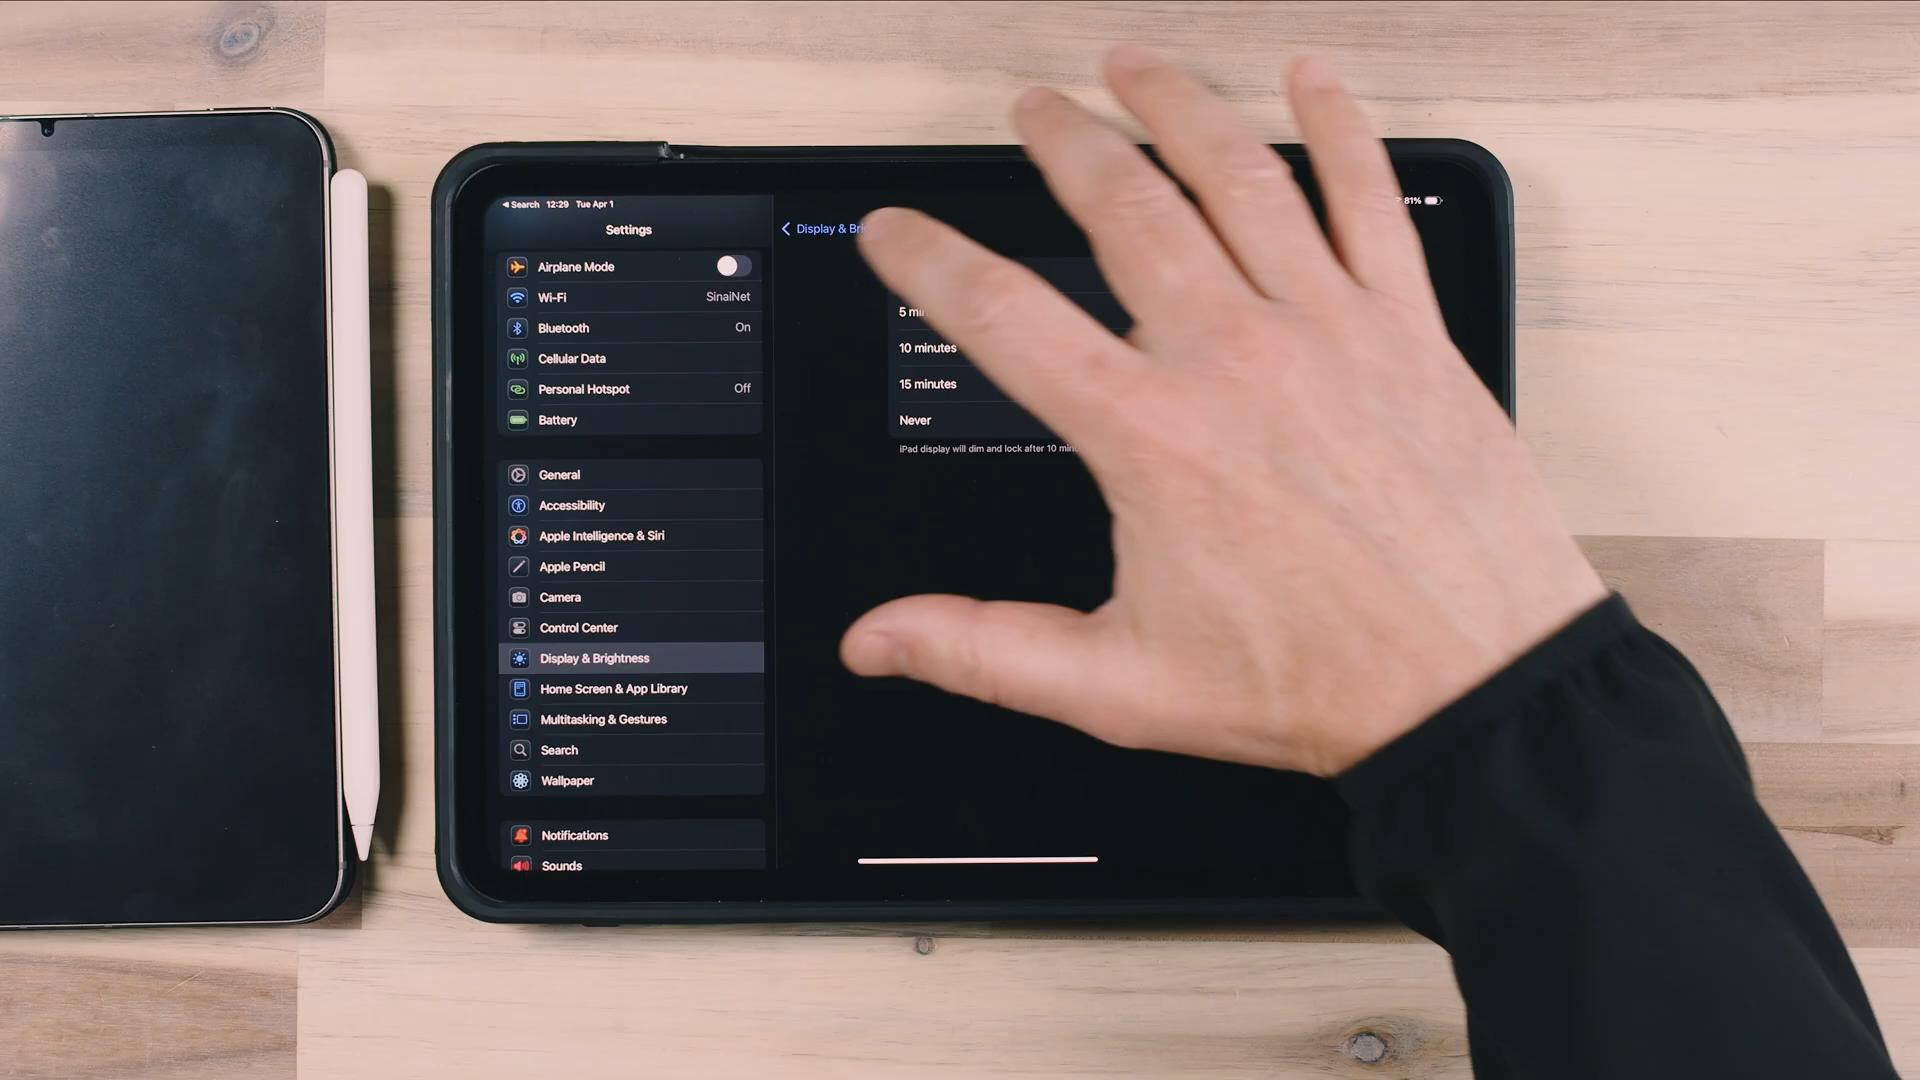 Search 12:29 Tue Apr 1
81%
Settings
Display &
Airplane Mode
Wi-Fi SinaiNet
Bluetooth On
Cellular Data
Personal Hotspot Off
Battery
General
Accessibility
Apple Intelligence & Siri
Apple Pencil
Camera
Control Center
Display & Brightness
Home Screen & App Library
Multitasking & Gestures
Search
Wallpaper
Notifications
Sounds
5
10 minutes
15 minutes
Never
iPad display will dim and lock after 10